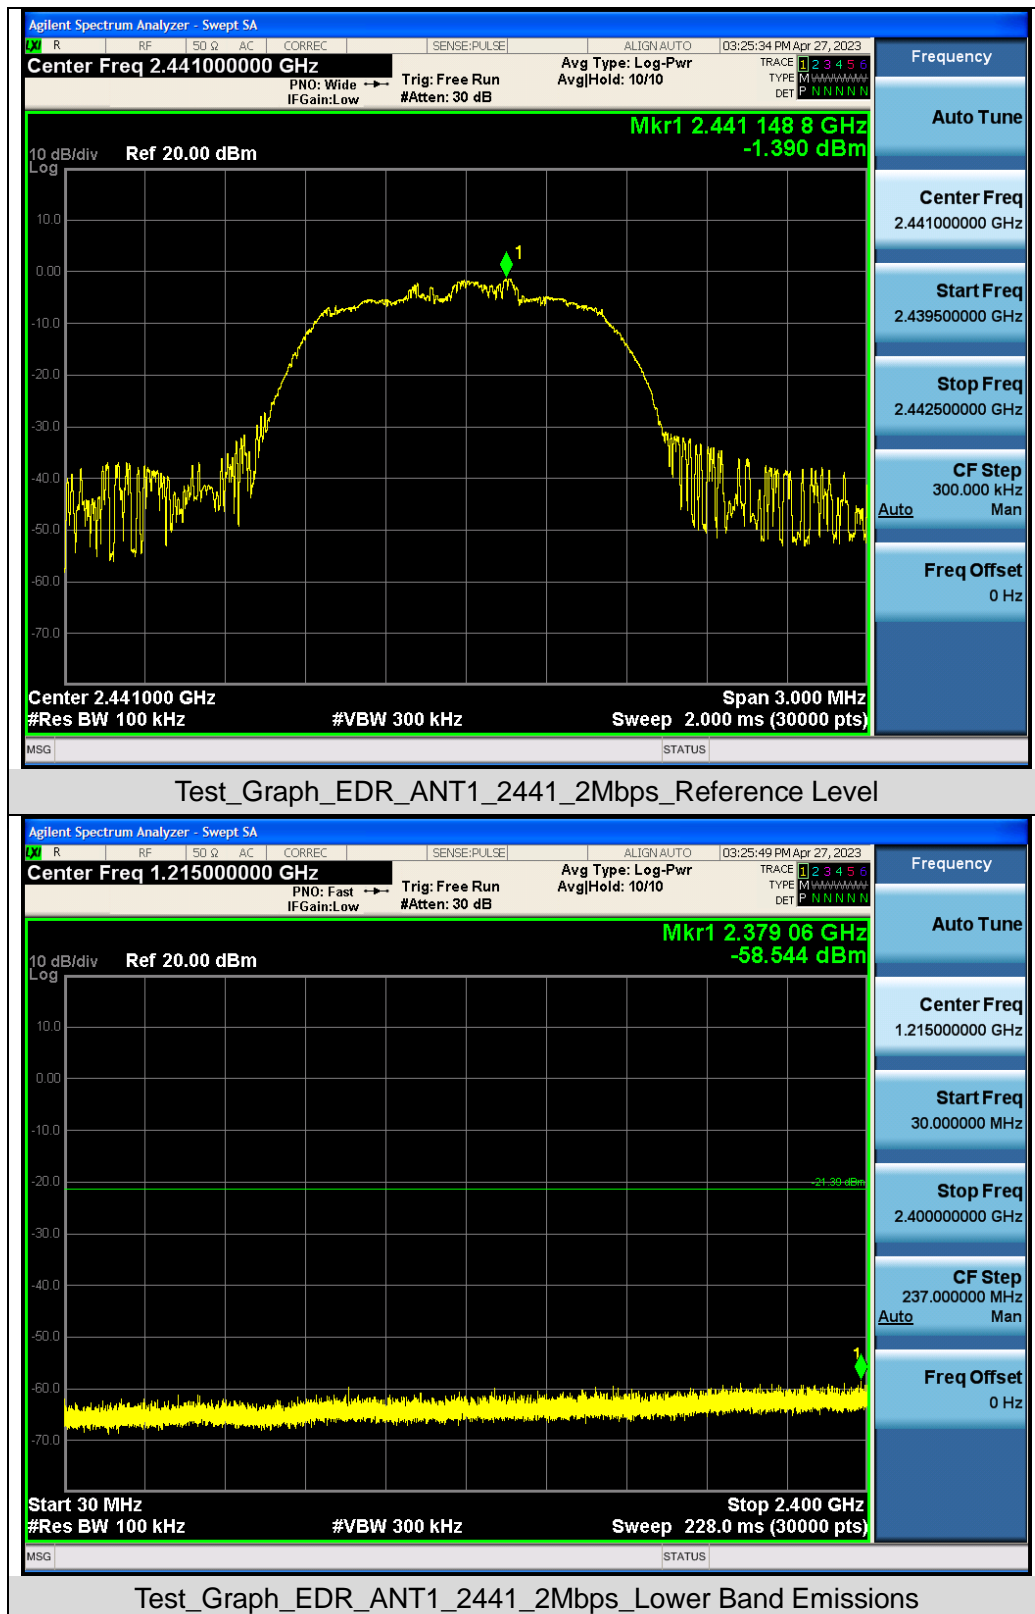 Agilent Spectrum Analyzer - Swept SA
LXI R RF 50 Ω AC CORREC SENSE:PULSE ALIGN AUTO 03:25:34 PM Apr 27, 2023
Center Freq 2.441000000 GHz
PNO: Wide
IFGain:Low
Trig: Free Run
#Atten: 30 dB
Avg Type: Log-Pwr
Avg|Hold: 10/10
TRACE 1 2 3 4 5 6
TYPE M WWWWW
DET P N N N N N
Mkr1 2.441 148 8 GHz
-1.390 dBm
10 dB/div Ref 20.00 dBm
Log
10.0
0.00
-10.0
-20.0
-30.0
-40.0
-50.0
-60.0
-70.0
1
Center 2.441000 GHz Span 3.000 MHz
#Res BW 100 kHz #VBW 300 kHz Sweep 2.000 ms (30000 pts)
MSG STATUS
Frequency
Auto Tune
Center Freq
2.441000000 GHz
Start Freq
2.439500000 GHz
Stop Freq
2.442500000 GHz
CF Step
300.000 kHz
Auto Man
Freq Offset
0 Hz
Test_Graph_EDR_ANT1_2441_2Mbps_Reference Level
Agilent Spectrum Analyzer - Swept SA
LXI R RF 50 Ω AC CORREC SENSE:PULSE ALIGN AUTO 03:25:49 PM Apr 27, 2023
Center Freq 1.215000000 GHz
PNO: Fast
IFGain:Low
Trig: Free Run
#Atten: 30 dB
Avg Type: Log-Pwr
Avg|Hold: 10/10
TRACE 1 2 3 4 5 6
TYPE M WWWWW
DET P N N N N N
Mkr1 2.379 06 GHz
-58.544 dBm
10 dB/div Ref 20.00 dBm
Log
10.0
0.00
-10.0
-20.0
-30.0
-40.0
-50.0
-60.0
-70.0
-21.39 dBm
1
Start 30 MHz Stop 2.400 GHz
#Res BW 100 kHz #VBW 300 kHz Sweep 228.0 ms (30000 pts)
MSG STATUS
Frequency
Auto Tune
Center Freq
1.215000000 GHz
Start Freq
30.000000 MHz
Stop Freq
2.400000000 GHz
CF Step
237.000000 MHz
Auto Man
Freq Offset
0 Hz
Test_Graph_EDR_ANT1_2441_2Mbps_Lower Band Emissions